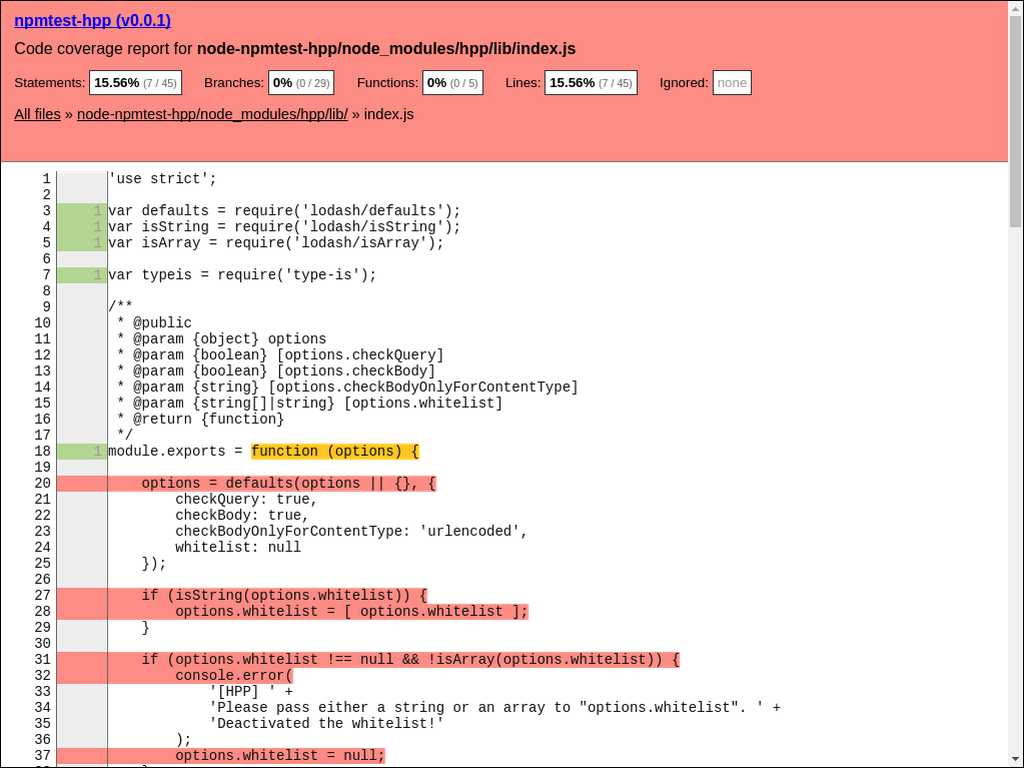 npmtest-hpp (v0.0.1)
Code coverage report for node-npmtest-hpp/node_modules/hpp/lib/index.js
Statements: 15.56% (7 / 45) Branches: 0% (0 / 29) Functions: 0% (0 / 5) Lines: 15.56% (7 / 45) Ignored: none
All files » node-npmtest-hpp/node_modules/hpp/lib/ » index.js
1 'use strict';
2
3 1 var defaults = require('lodash/defaults');
4 1 var isString = require('lodash/isString');
5 1 var isArray = require('lodash/isArray');
6
7 1 var typeis = require('type-is');
8
9 /**
10 * @public
11 * @param {object} options
12 * @param {boolean} [options.checkQuery]
13 * @param {boolean} [options.checkBody]
14 * @param {string} [options.checkBodyOnlyForContentType]
15 * @param {string[]|string} [options.whitelist]
16 * @return {function}
17 */
18 1 module.exports = function (options) {
19
20 options = defaults(options || {}, {
21 checkQuery: true,
22 checkBody: true,
23 checkBodyOnlyForContentType: 'urlencoded',
24 whitelist: null
25 });
26
27 if (isString(options.whitelist)) {
28 options.whitelist = [ options.whitelist ];
29 }
30
31 if (options.whitelist !== null && !isArray(options.whitelist)) {
32 console.error(
33 '[HPP] ' +
34 'Please pass either a string or an array to "options.whitelist". ' +
35 'Deactivated the whitelist!'
36 );
37 options.whitelist = null;